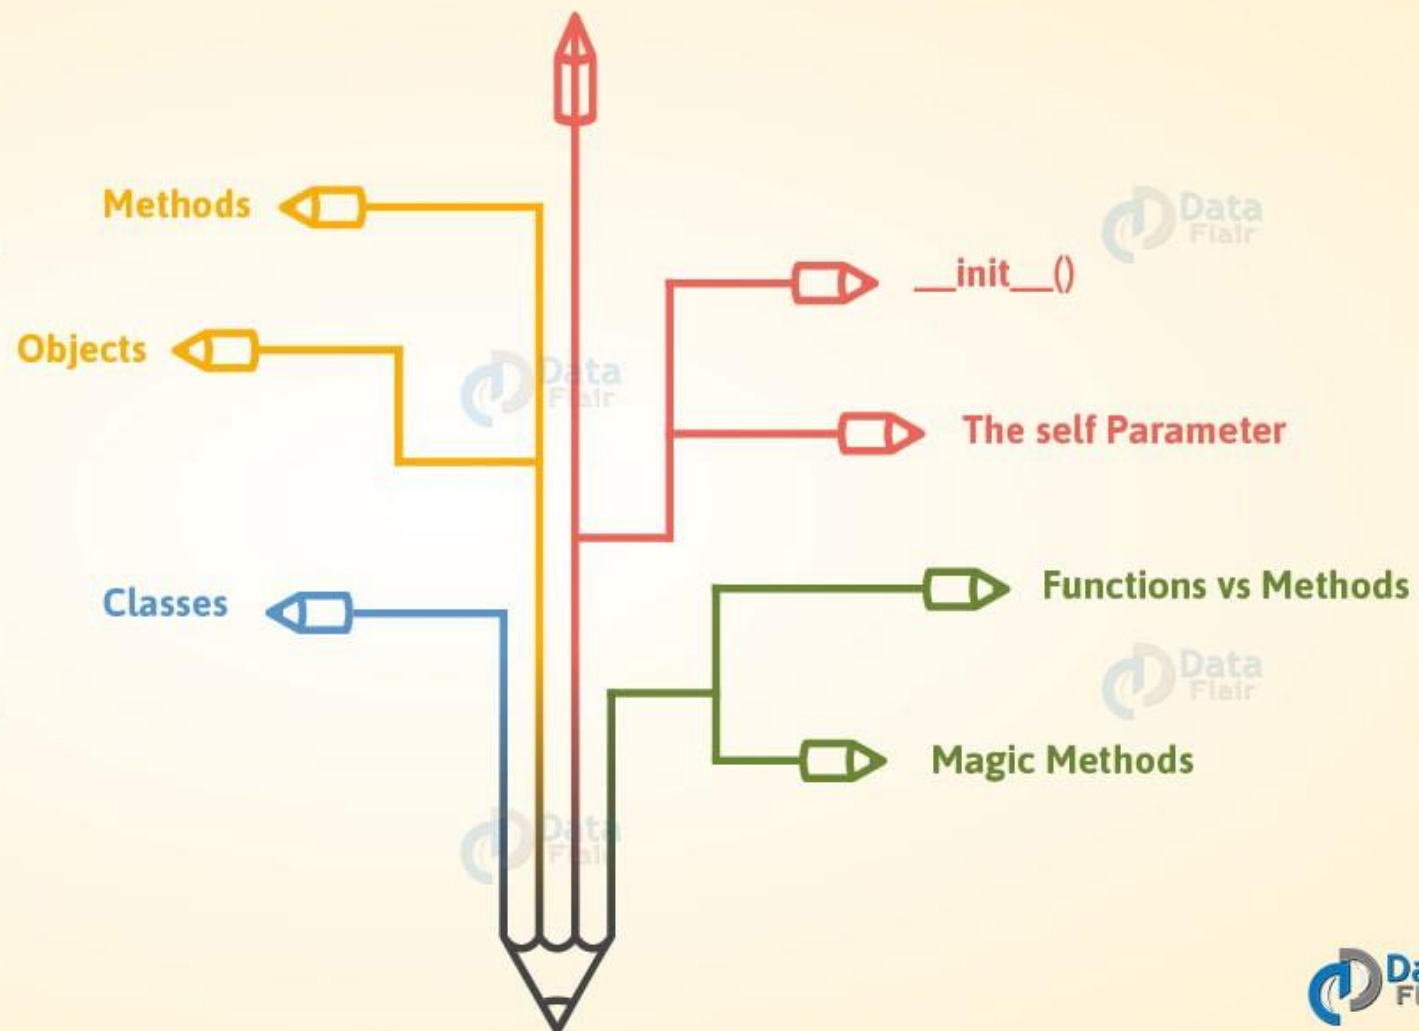 Methods
Objects
Classes
__init__()
The self Parameter
Functions vs Methods
Magic Methods
Data
Flair
Data
Flair
Data
Flair
Data
Flair